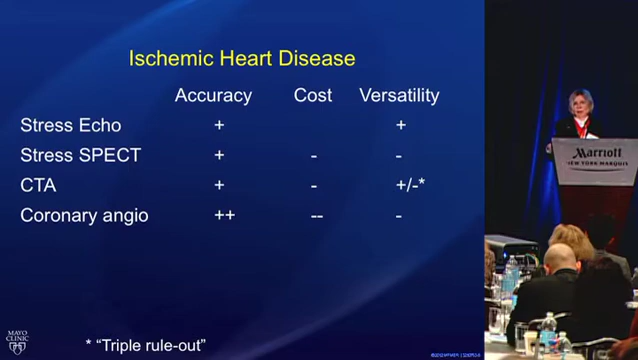 Ischemic Heart Disease
Accuracy Cost Versatility
Stress Echo + +
Stress SPECT + - -
CTA + - +/-*
Coronary angio ++ -- -
* "Triple rule-out"
MAYO
CLINIC
Marriott
NEW YORK MARQUIS